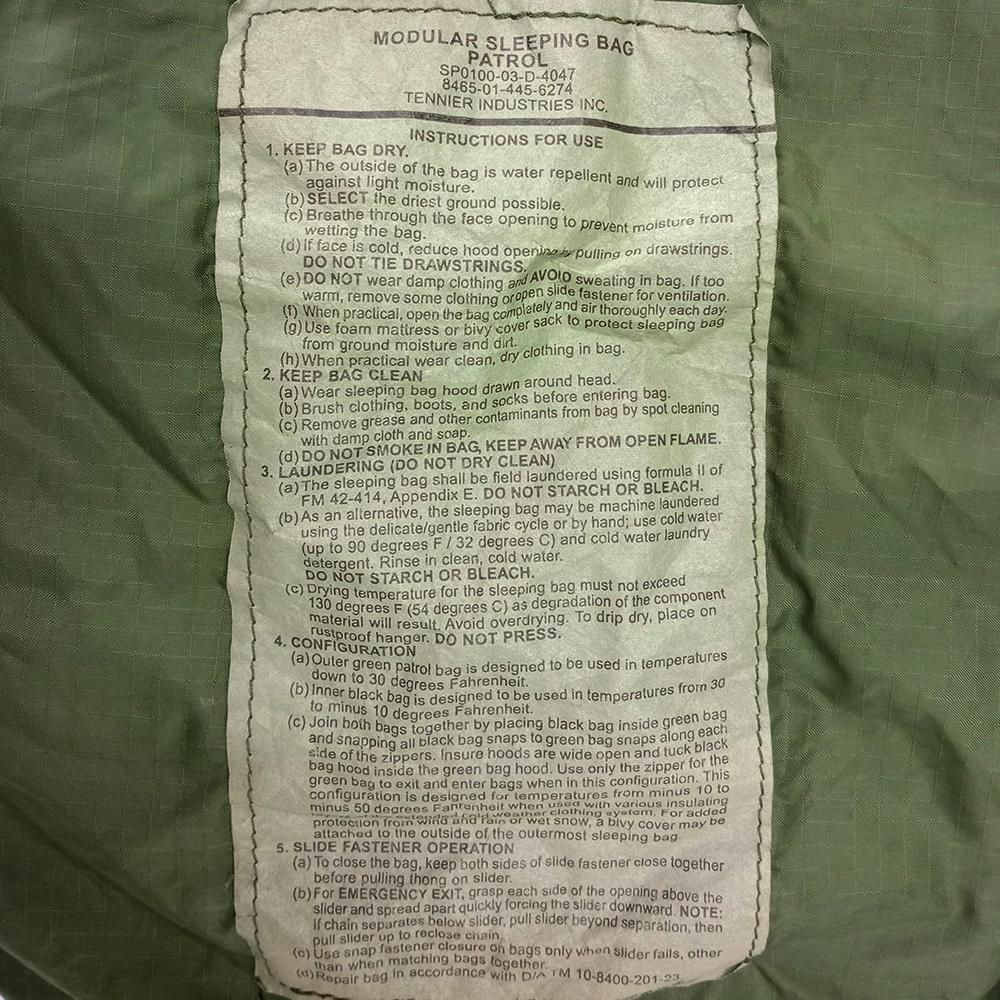 MODULAR SLEEPING BAG
PATROL
SP0100-03-D-4047
8465-01-445-6274
TENNIER INDUSTRIES INC.
INSTRUCTIONS FOR USE
1. KEEP BAG DRY.
(a) The outside of the bag is water repellent and will protect
against light moisture.
(b) SELECT the driest ground possible.
(c) Breathe through the face opening to prevent moisture from
wetting the bag.
(d) If face is cold, reduce hood opening by pulling on drawstrings.
DO NOT TIE DRAWSTRINGS.
(e) DO NOT wear damp clothing and AVOID sweating in bag. If too
warm, remove some clothing or open slide fastener for ventilation.
(f) When practical, open the bag completely and air thoroughly each day.
(g) Use foam mattress or bivy cover sack to protect sleeping bag
from ground moisture and dirt.
(h) When practical wear clean, dry clothing in bag.
2. KEEP BAG CLEAN
(a) Wear sleeping bag hood drawn around head.
(b) Brush clothing, boots, and socks before entering bag.
(c) Remove grease and other contaminants from bag by spot cleaning
with damp cloth and soap.
(d) DO NOT SMOKE IN BAG, KEEP AWAY FROM OPEN FLAME.
3. LAUNDERING (DO NOT DRY CLEAN)
(a) The sleeping bag shall be field laundered using formula II of
FM 42-414, Appendix E. DO NOT STARCH OR BLEACH.
(b) As an alternative, the sleeping bag may be machine laundered
using the delicate/gentle fabric cycle or by hand; use cold water
(up to 90 degrees F / 32 degrees C) and cold water laundry
detergent. Rinse in clean, cold water.
DO NOT STARCH OR BLEACH.
(c) Drying temperature for the sleeping bag must not exceed
130 degrees F (54 degrees C) as degradation of the component
material will result. Avoid overdrying. To drip dry, place on
rustproof hanger. DO NOT PRESS.
4. CONFIGURATION
(a) Outer green patrol bag is designed to be used in temperatures
down to 30 degrees Fahrenheit.
(b) Inner black bag is designed to be used in temperatures from 30
to minus 10 degrees Fahrenheit.
(c) Join both bags together by placing black bag inside green bag
and snapping all black bag snaps to green bag snaps along each
side of the zippers. Insure hoods are wide open and tuck black
bag hood inside the green bag hood. Use only the zipper for the
green bag to exit and enter bags when in this configuration. This
configuration is designed for temperatures from minus 10 to
minus 50 degrees Fahrenheit when used with various insulating
of the extended cold weather clothing system. For added
protection from wind and rain or wet snow, a bivy cover may be
attached to the outside of the outermost sleeping bag.
5. SLIDE FASTENER OPERATION
(a) To close the bag, keep both sides of slide fastener close together
before pulling thong on slider.
(b) For EMERGENCY EXIT, grasp each side of the opening above the
slider and spread apart quickly forcing the slider downward. NOTE:
if chain separates below slider, pull slider beyond separation, then
pull slider up to reclose chain.
(c) Use snap fastener closure on bags only when slider fails, other
than when matching bags together.
(d) Repair bag in accordance with D/A TM 10-8400-201-23